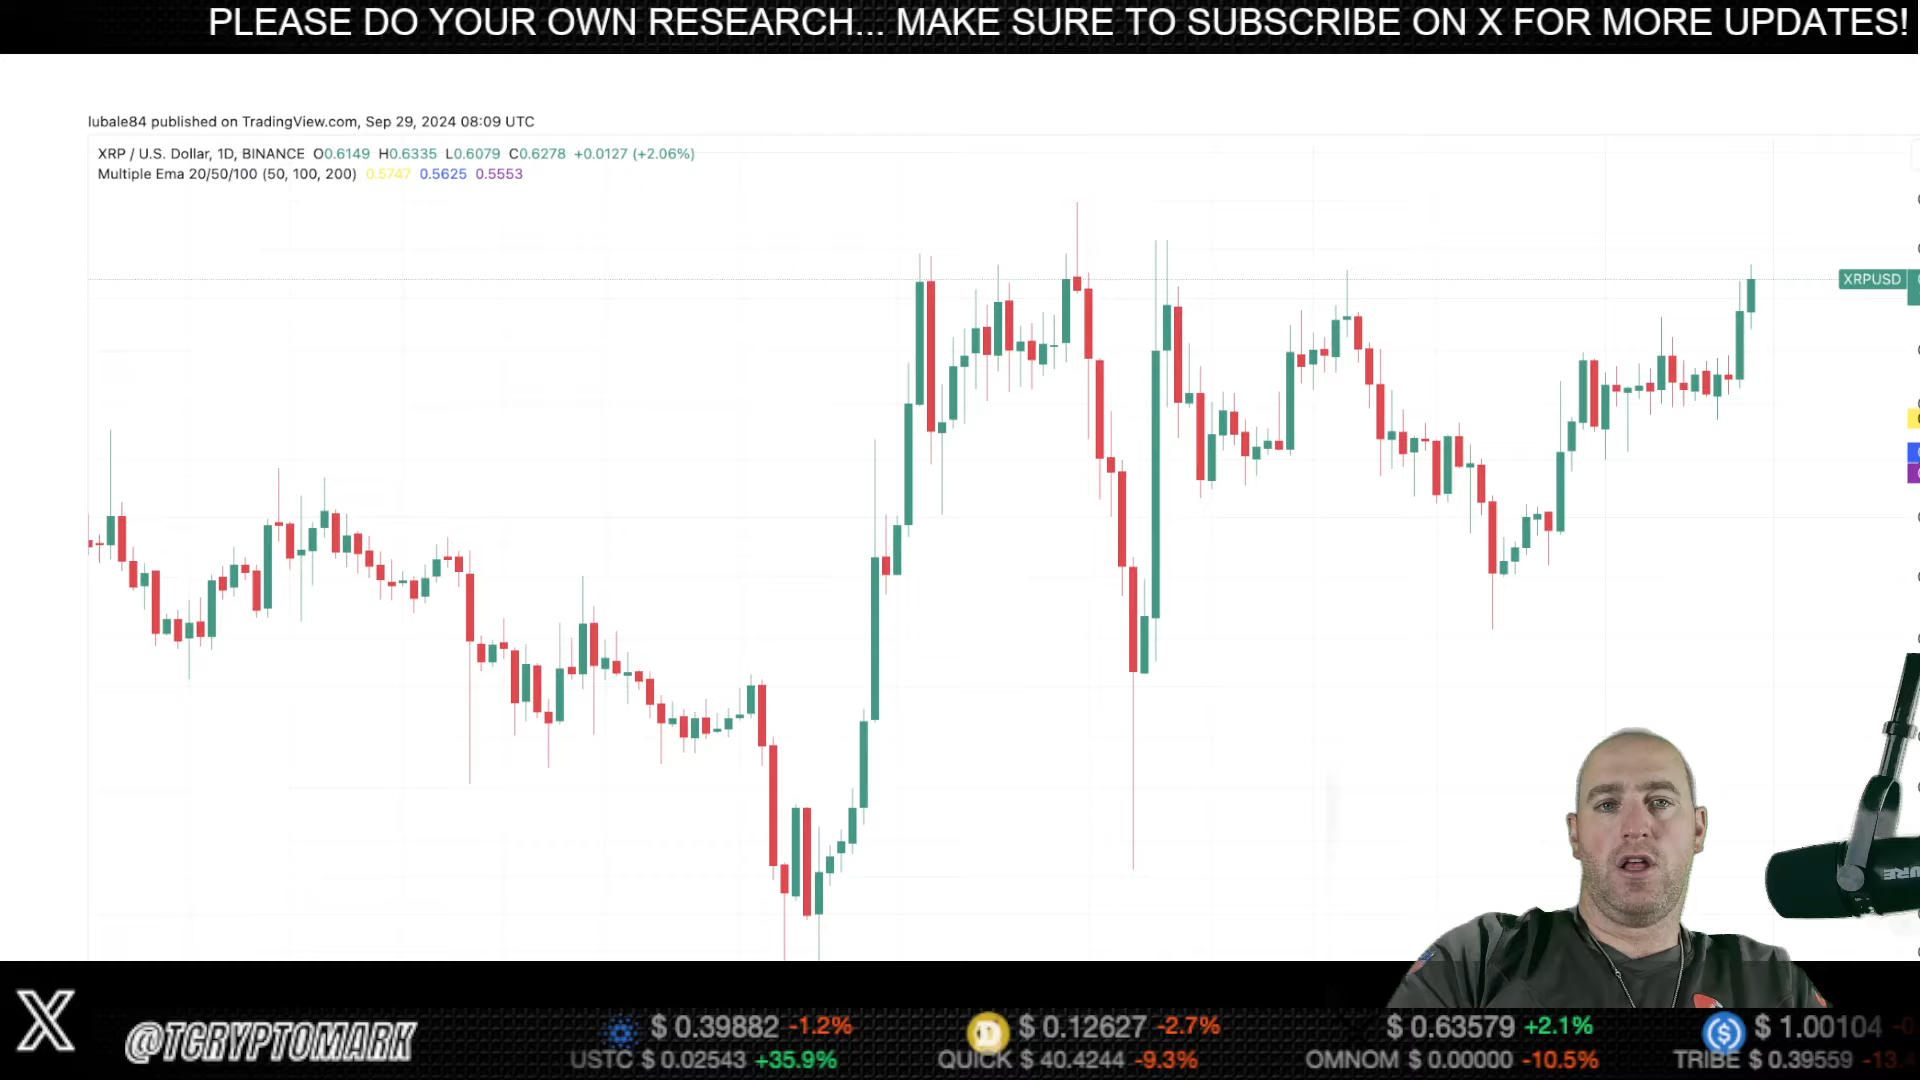 PLEASE DO YOUR OWN RESEARCH... MAKE SURE TO SUBSCRIBE ON X FOR MORE UPDATES!
lubale84 published on TradingView.com, Sep 29, 2024 08:09 UTC
XRP / U.S. Dollar, 1D, BINANCE O0.6149 H0.6335 L0.6079 C0.6278 +0.0127 (+2.06%)
Multiple Ema 20/50/100 (50, 100, 200) 0.5747 0.5625 0.5553
XRPUSD
X @TCRYPTOMARK
$ 0.39882 -1.2% $ 0.12627 -2.7% $ 0.63579 +2.1% $ 1.00104
USTC $ 0.02543 +35.9% QUICK $ 40.4244 -9.3% OMNOM $ 0.00000 -10.5% TRIBE $ 0.39559